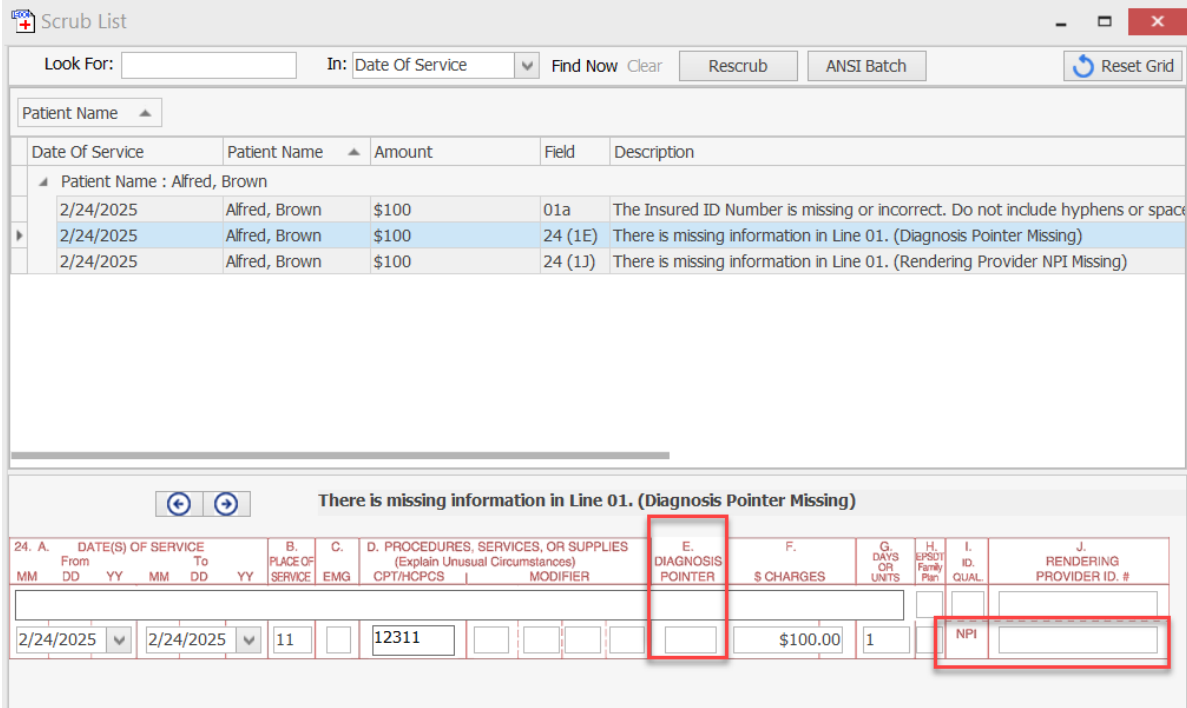 Scrub List
Look For: In: Date Of Service Find Now Clear Rescrub ANSI Batch Reset Grid
Patient Name
Date Of Service Patient Name Amount Field Description
Patient Name : Alfred, Brown
2/24/2025 Alfred, Brown $100 01a The Insured ID Number is missing or incorrect. Do not include hyphens or space
2/24/2025 Alfred, Brown $100 24 (1E) There is missing information in Line 01. (Diagnosis Pointer Missing)
2/24/2025 Alfred, Brown $100 24 (1J) There is missing information in Line 01. (Rendering Provider NPI Missing)
There is missing information in Line 01. (Diagnosis Pointer Missing)
24. A. DATE(S) OF SERVICE B. C. D. PROCEDURES, SERVICES, OR SUPPLIES E. F. G. H. I. J.
From To PLACE OF (Explain Unusual Circumstances) DIAGNOSIS DAYS OR EPSDT Family ID. RENDERING
MM DD YY MM DD YY SERVICE EMG CPT/HCPCS | MODIFIER POINTER $ CHARGES UNITS Plan QUAL. PROVIDER ID. #
2/24/2025 2/24/2025 11 12311 $100.00 1 NPI